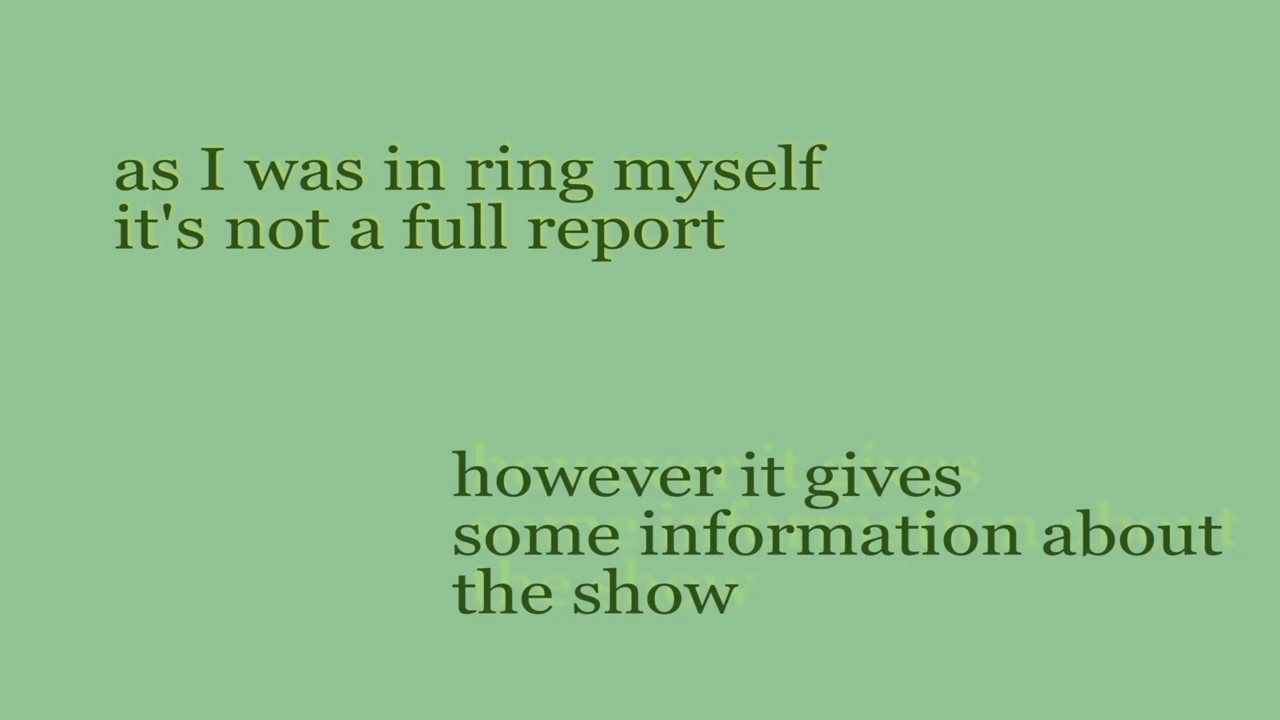 as I was in ring myself
it's not a full report
however it gives
some information about
the show